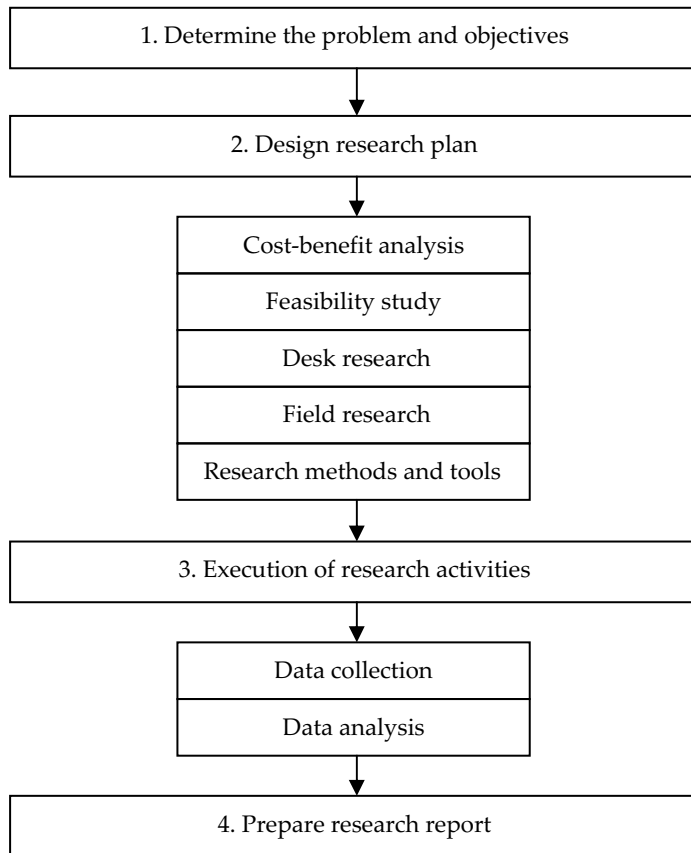 1. Determine the problem and objectives
2. Design research plan
Cost-benefit analysis
Feasibility study
Desk research
Field research
Research methods and tools
3. Execution of research activities
Data collection
Data analysis
4. Prepare research report